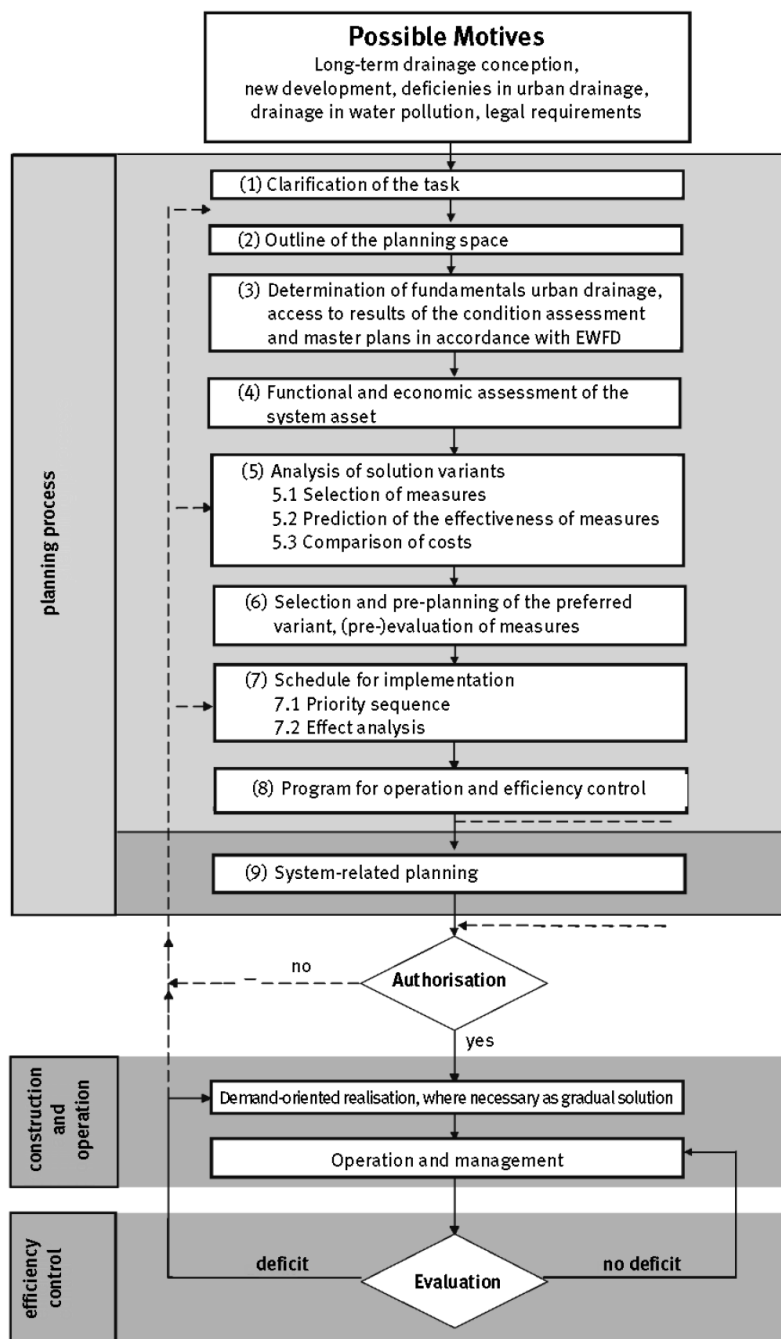 Possible Motives
Long-term drainage conception,
new development, deficienies in urban drainage,
drainage in water pollution, legal requirements
planning process
(1) Clarification of the task
(2) Outline of the planning space
(3) Determination of fundamentals urban drainage,
access to results of the condition assessment
and master plans in accordance with EWFD
(4) Functional and economic assessment of the
system asset
(5) Analysis of solution variants
5.1 Selection of measures
5.2 Prediction of the effectiveness of measures
5.3 Comparison of costs
(6) Selection and pre-planning of the preferred
variant, (pre-)evaluation of measures
(7) Schedule for implementation
7.1 Priority sequence
7.2 Effect analysis
(8) Program for operation and efficiency control
(9) System-related planning
no
Authorisation
yes
construction
and
operation
Demand-oriented realisation, where necessary as gradual solution
Operation and management
efficiency
control
deficit
Evaluation
no deficit